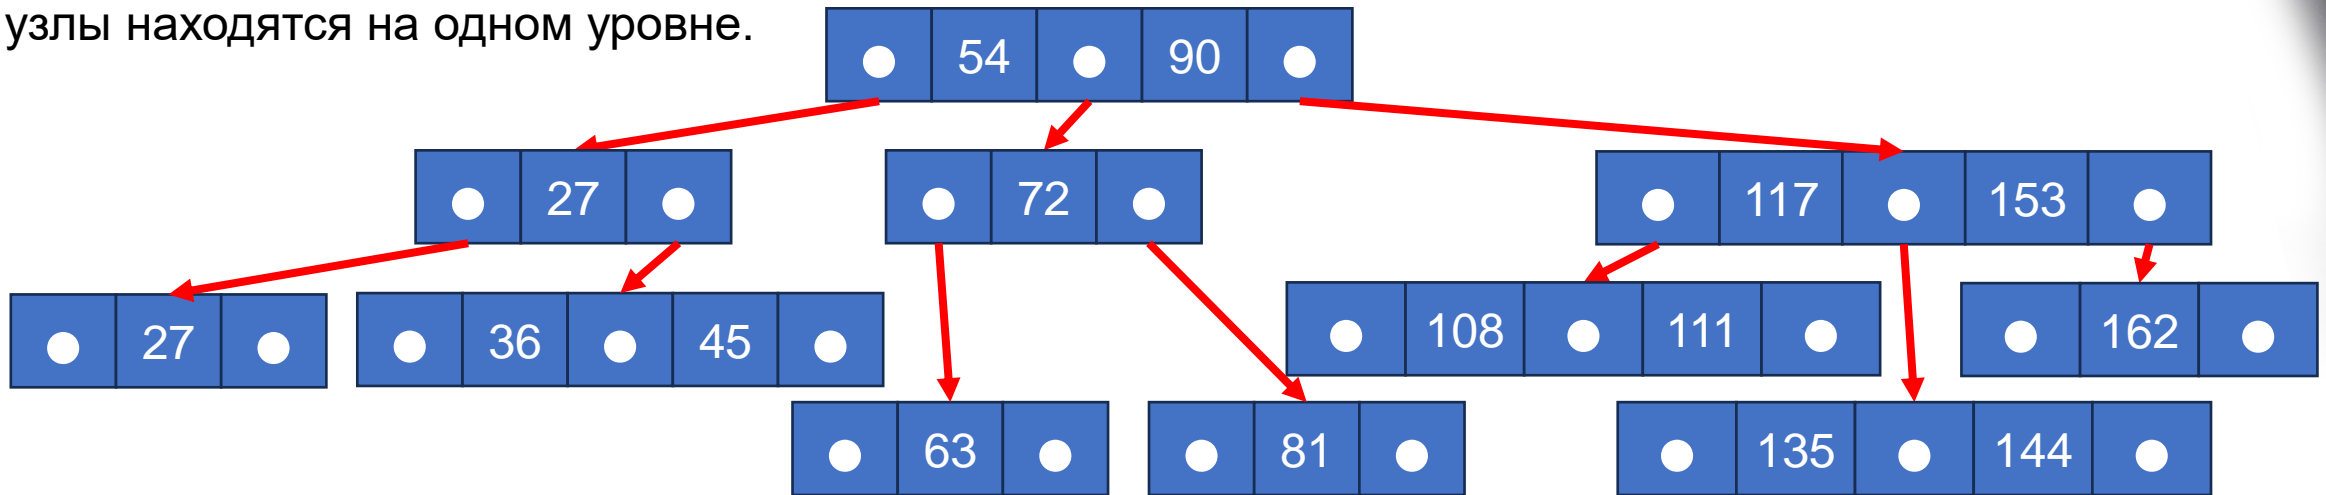 узлы находятся на одном уровне.
54 90
27 72 117 153
27 36 45 108 111 162
63 81 135 144